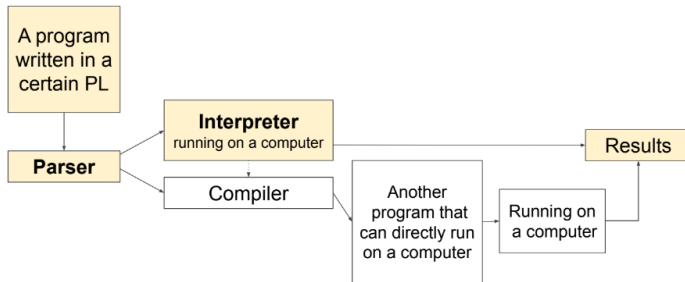 A program
written in a
certain PL
Interpreter
running on a computer
Results
Parser
Compiler
Another
program that
can directly run
on a computer
Running on
a computer